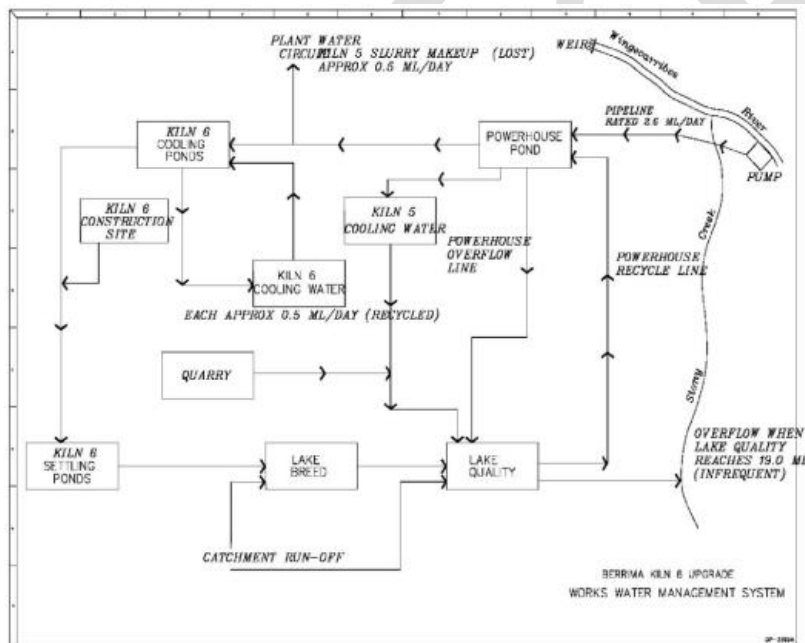 PLANT WATER
CIRCUIT
KILN 5 SLURRY MAKEUP (LOST)
APPROX 0.5 ML/DAY
WEIR
Wingecarribee
River
PIPELINE
RATED 2.6 ML/DAY
PUMP
KILN 6
COOLING
PONDS
POWERHOUSE
POND
KILN 6
CONSTRUCTION
SITE
KILN 5
COOLING WATER
Creek
POWERHOUSE
OVERFLOW
LINE
POWERHOUSE
RECYCLE LINE
KILN 6
COOLING WATER
EACH APPROX 0.5 ML/DAY (RECYCLED)
QUARRY
Stony
KILN 6
SETTLING
PONDS
LAKE
BREED
LAKE
QUALITY
OVERFLOW WHEN
LAKE QUALITY
REACHES 19.0 ML
(INFREQUENT)
CATCHMENT RUN-OFF
BERRIMA KILN 6 UPGRADE
WORKS WATER MANAGEMENT SYSTEM